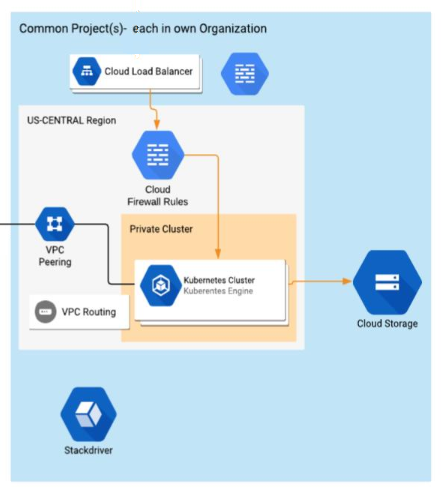 Common Project(s)- each in own Organization
Cloud Load Balancer
US-CENTRAL Region
Cloud
Firewall Rules
Private Cluster
VPC
Peering
Kubernetes Cluster
Kuberentes Engine
VPC Routing
Cloud Storage
Stackdriver